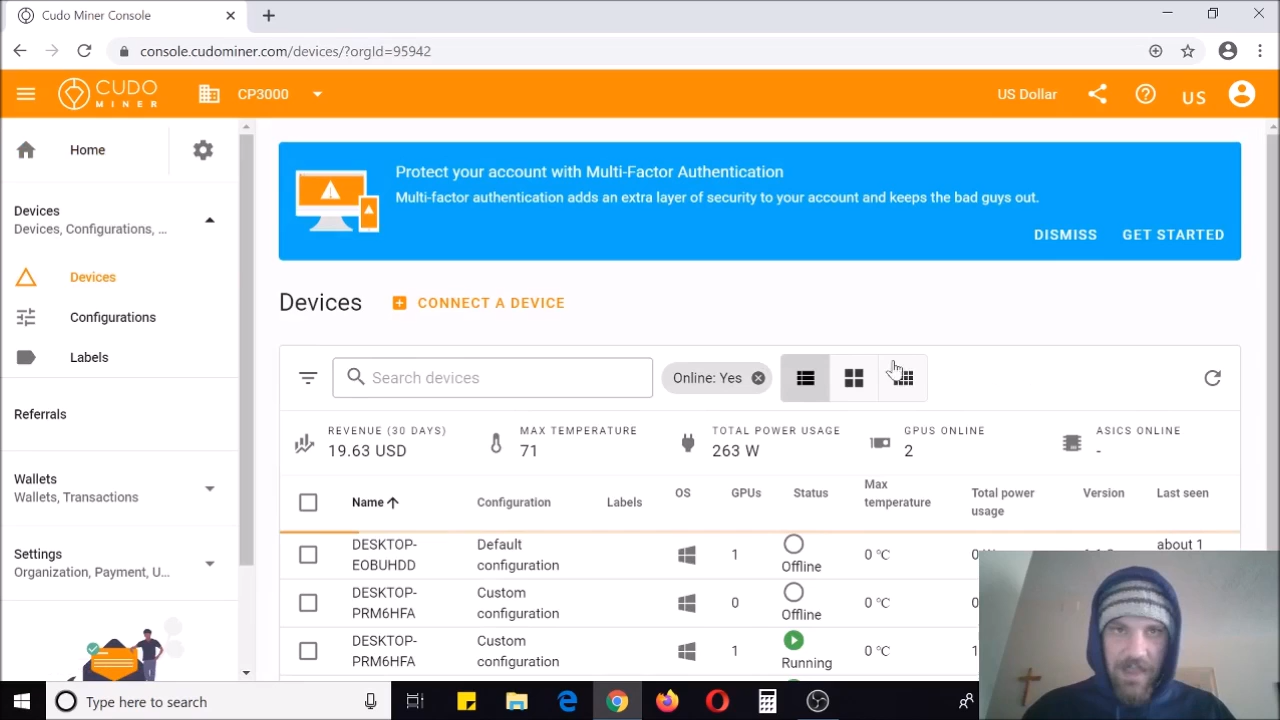 Cudo Miner Console
console.cudominer.com/devices/?orgId=95942
CUDO
MINER
CP3000
US Dollar
US
Home
Devices
Devices, Configurations, ...
Devices
Configurations
Labels
Referrals
Wallets
Wallets, Transactions
Settings
Organization, Payment, U...
Protect your account with Multi-Factor Authentication
Multi-factor authentication adds an extra layer of security to your account and keeps the bad guys out.
DISMISS GET STARTED
Devices CONNECT A DEVICE
Search devices Online: Yes
REVENUE (30 DAYS) MAX TEMPERATURE TOTAL POWER USAGE GPUS ONLINE ASICS ONLINE
19.63 USD 71 263 W 2 -
Name Configuration Labels OS GPUs Status Max temperature Total power usage Version Last seen
DESKTOP-EOBUHDD Default configuration 1 Offline 0 °C about 1
DESKTOP-PRM6HFA Custom configuration 0 Offline 0 °C
DESKTOP-PRM6HFA Custom configuration 1 Running 0 °C
Type here to search